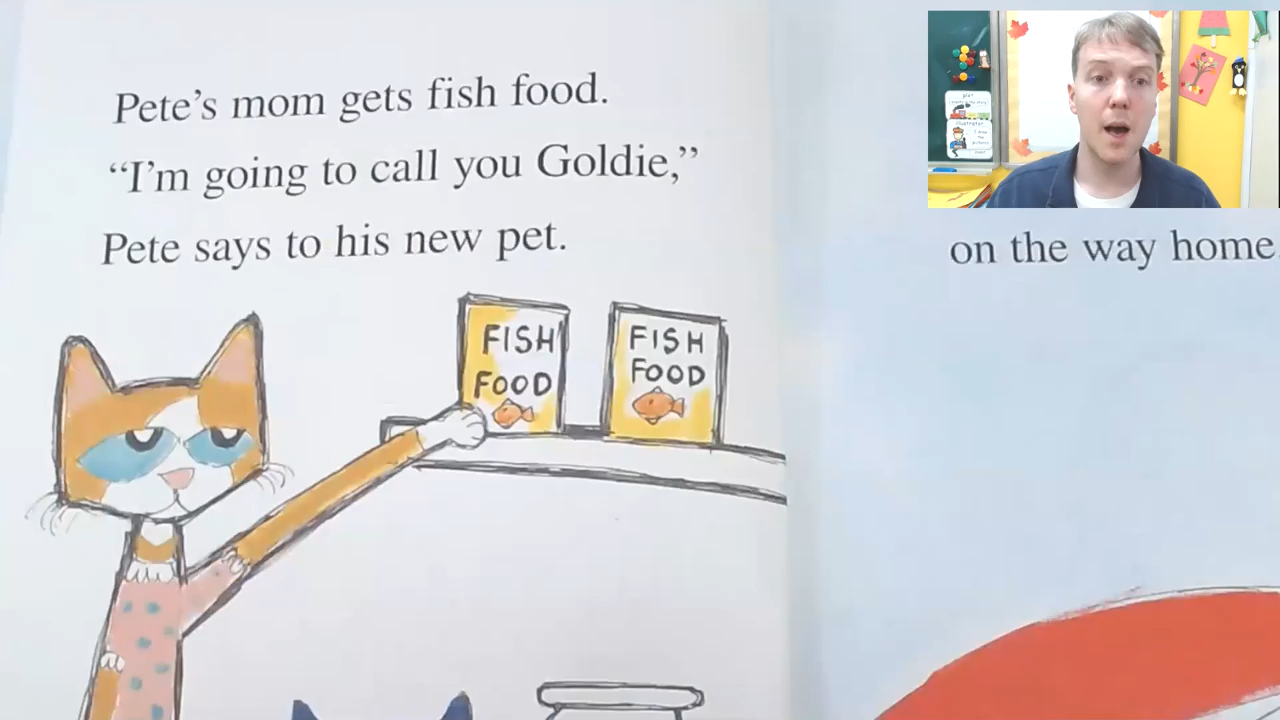 Pete's mom gets fish food.
“I'm going to call you Goldie,”
Pete says to his new pet.
FISH
FOOD
FISH
FOOD
on the way home.